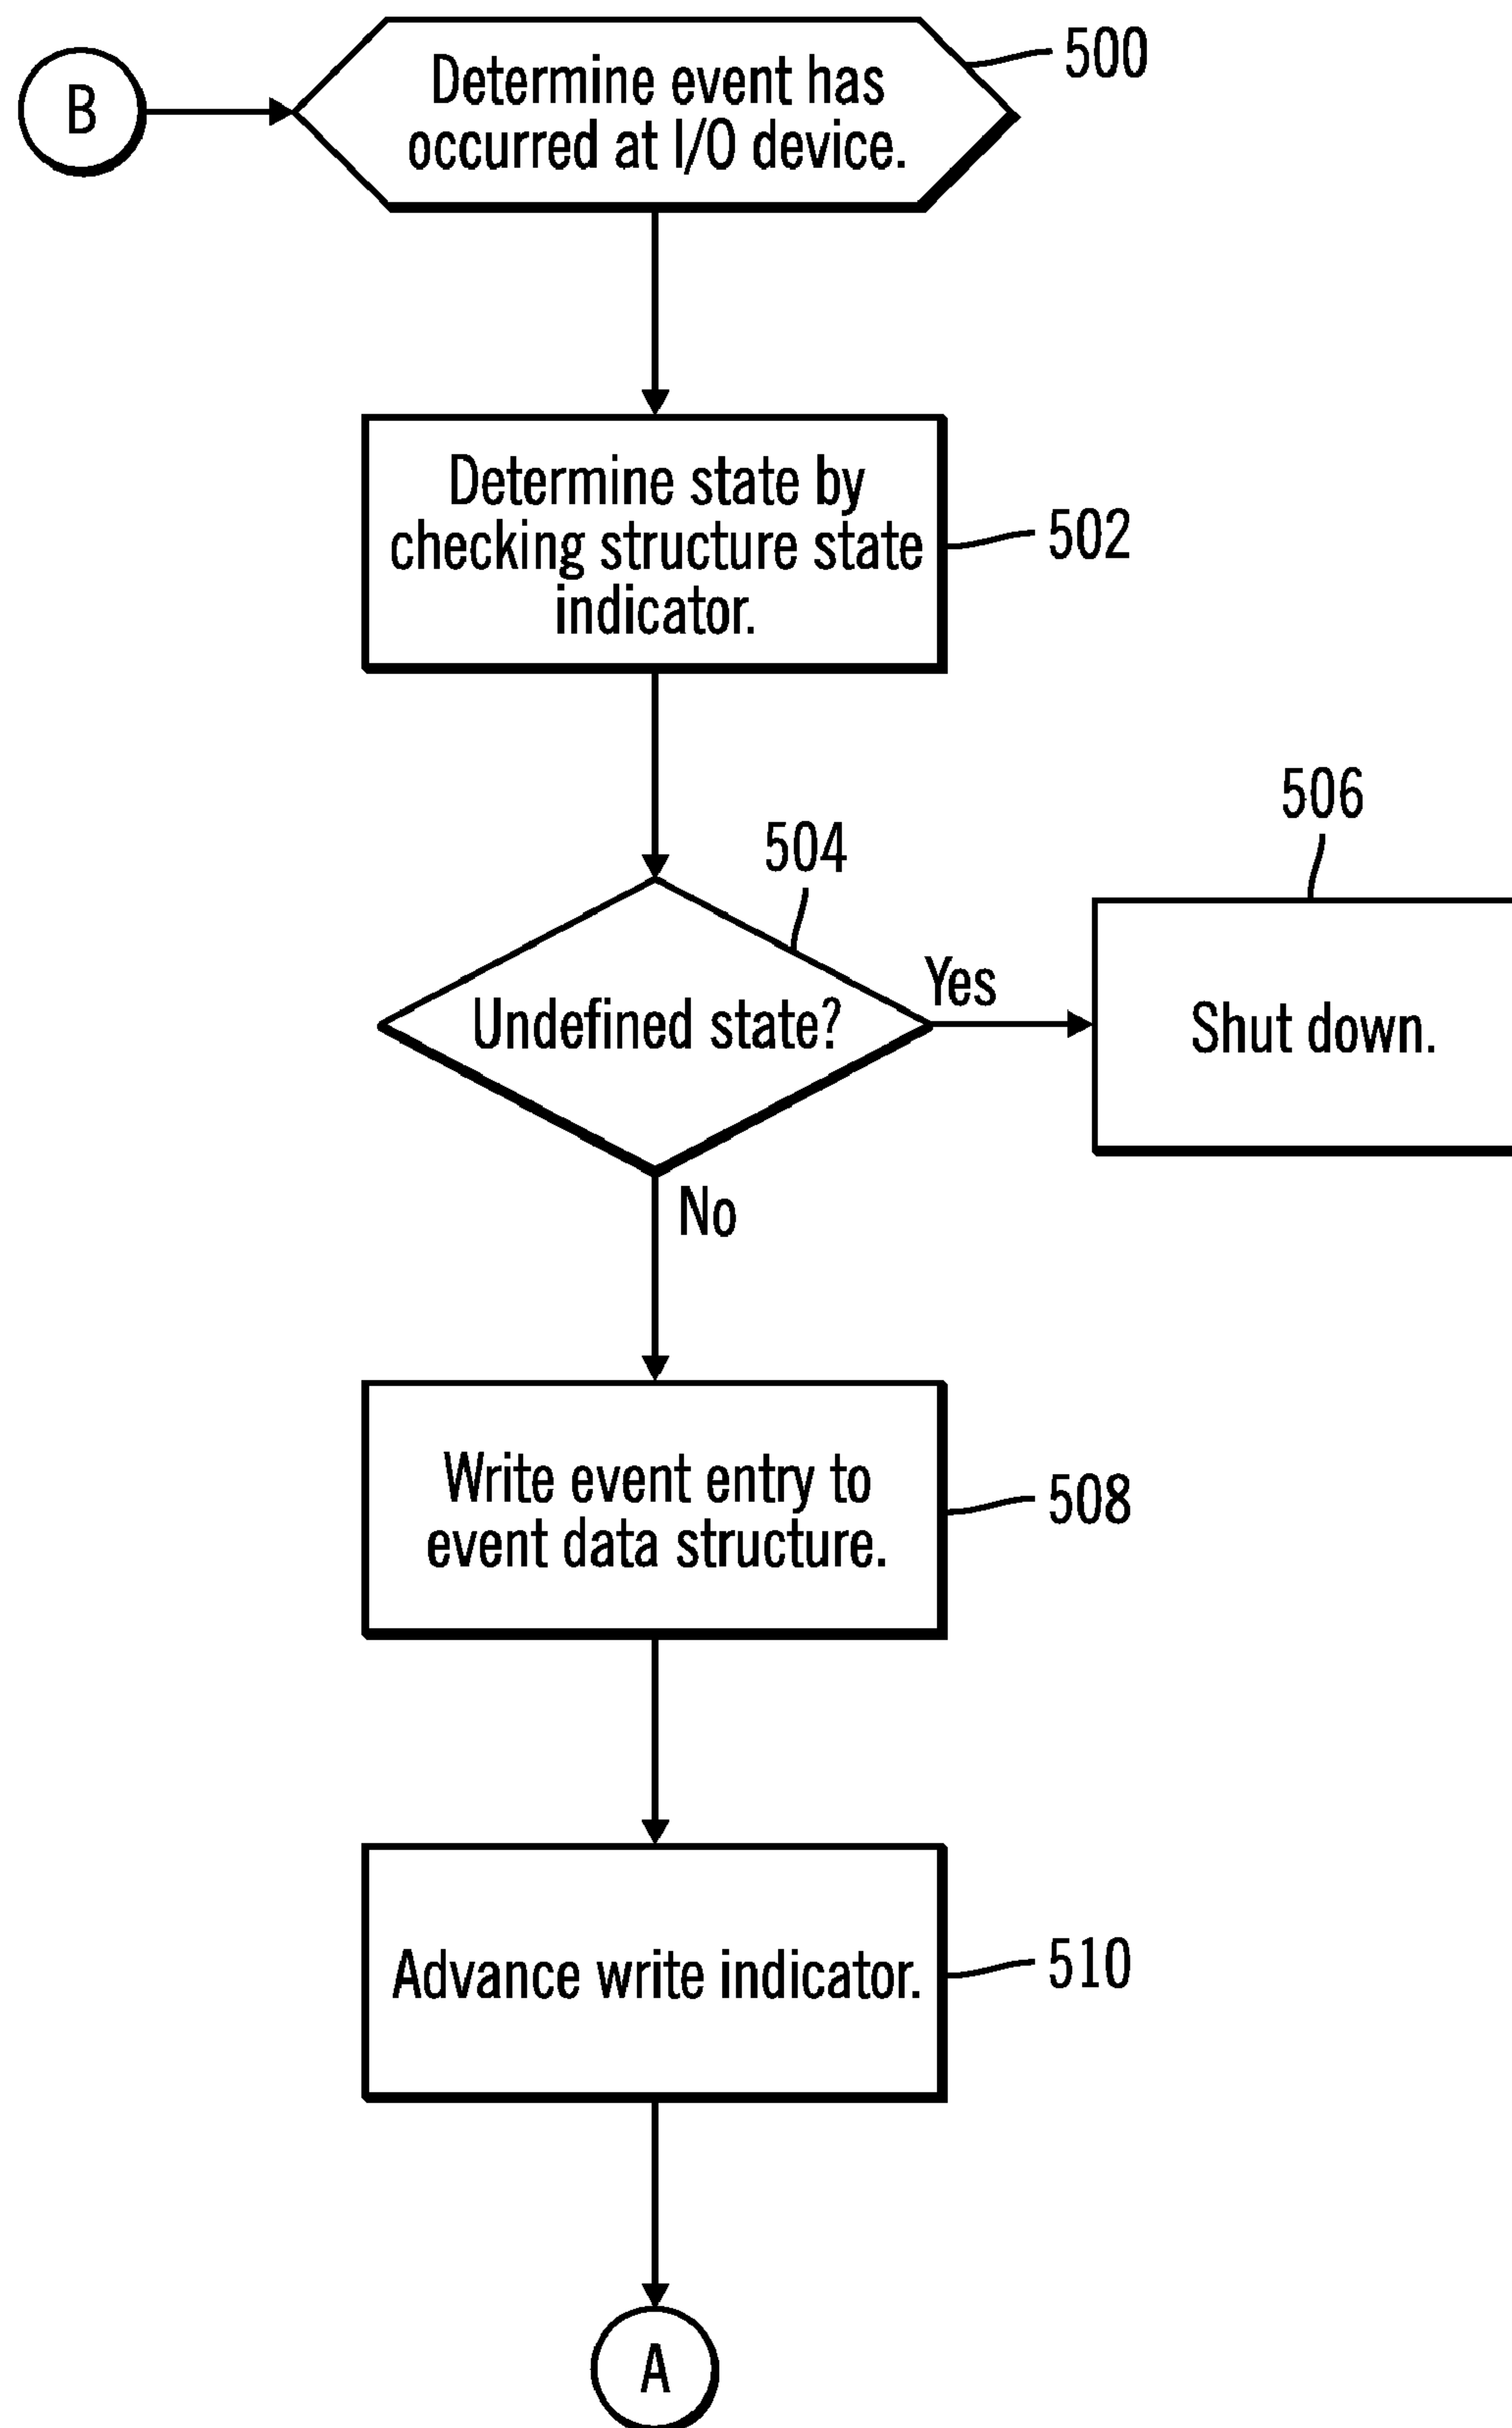 B
Determine event has
occurred at I/O device.
500
Determine state by
checking structure state
indicator.
502
504
506
Undefined state?
Yes
Shut down.
No
Write event entry to
event data structure.
508
Advance write indicator.
510
A